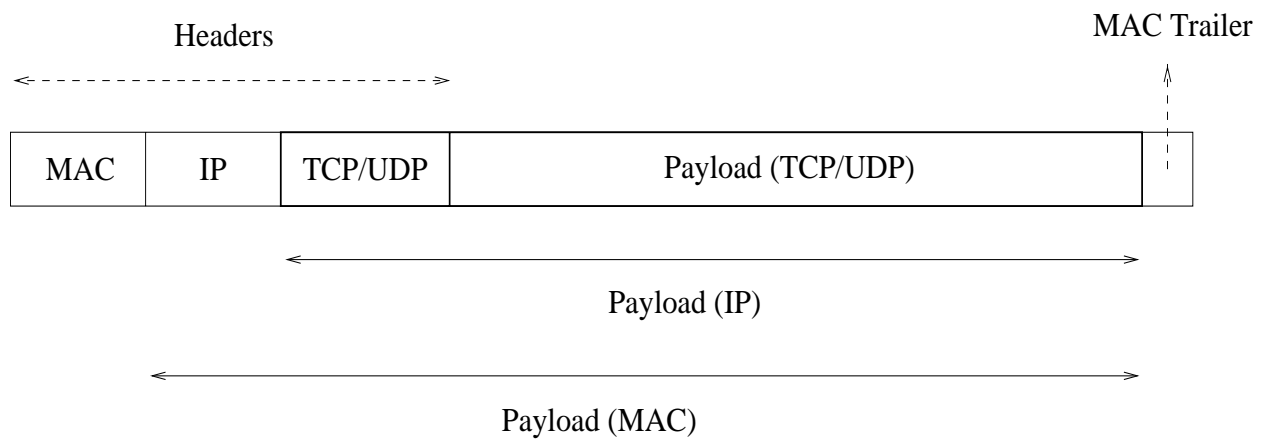 Headers
MAC Trailer
MAC
IP
TCP/UDP
Payload (TCP/UDP)
Payload (IP)
Payload (MAC)